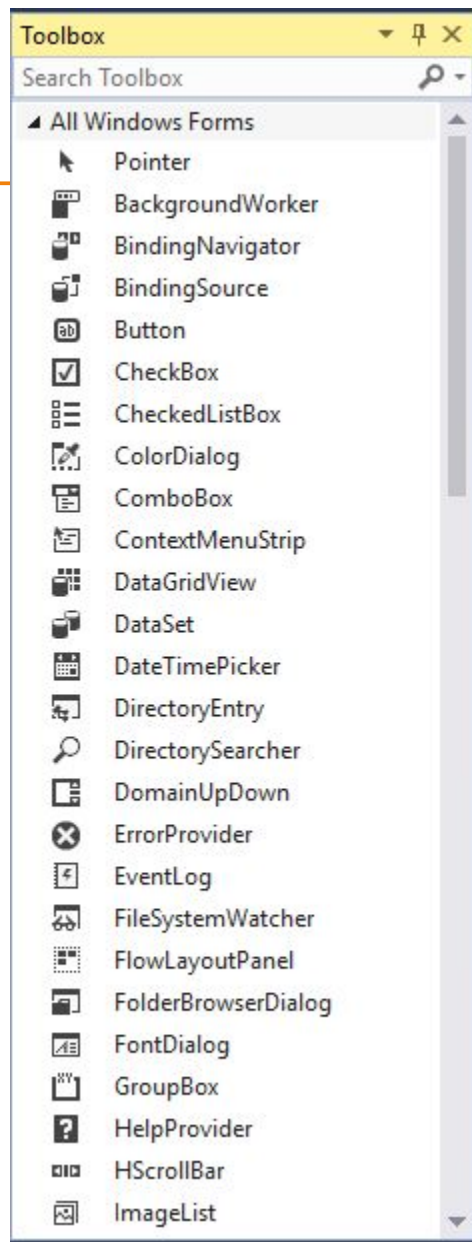 Toolbox
Search Toolbox
All Windows Forms
Pointer
BackgroundWorker
BindingNavigator
BindingSource
Button
CheckBox
CheckedListBox
ColorDialog
ComboBox
ContextMenuStrip
DataGridView
DataSet
DateTimePicker
DirectoryEntry
DirectorySearcher
DomainUpDown
ErrorProvider
EventLog
FileSystemWatcher
FlowLayoutPanel
FolderBrowserDialog
FontDialog
GroupBox
HelpProvider
HScrollBar
ImageList